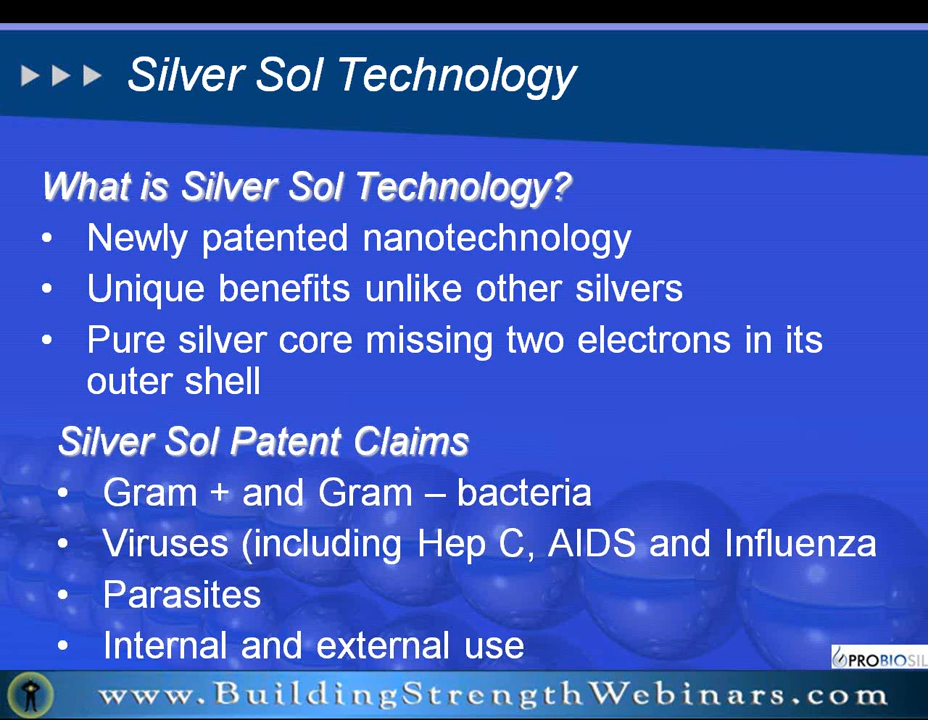 Silver Sol Technology
What is Silver Sol Technology?
• Newly patented nanotechnology
• Unique benefits unlike other silvers
• Pure silver core missing two electrons in its
outer shell
Silver Sol Patent Claims
• Gram + and Gram – bacteria
• Viruses (including Hep C, AIDS and Influenza
• Parasites
• Internal and external use
PROBIOSIL
www.BuildingStrengthWebinars.com